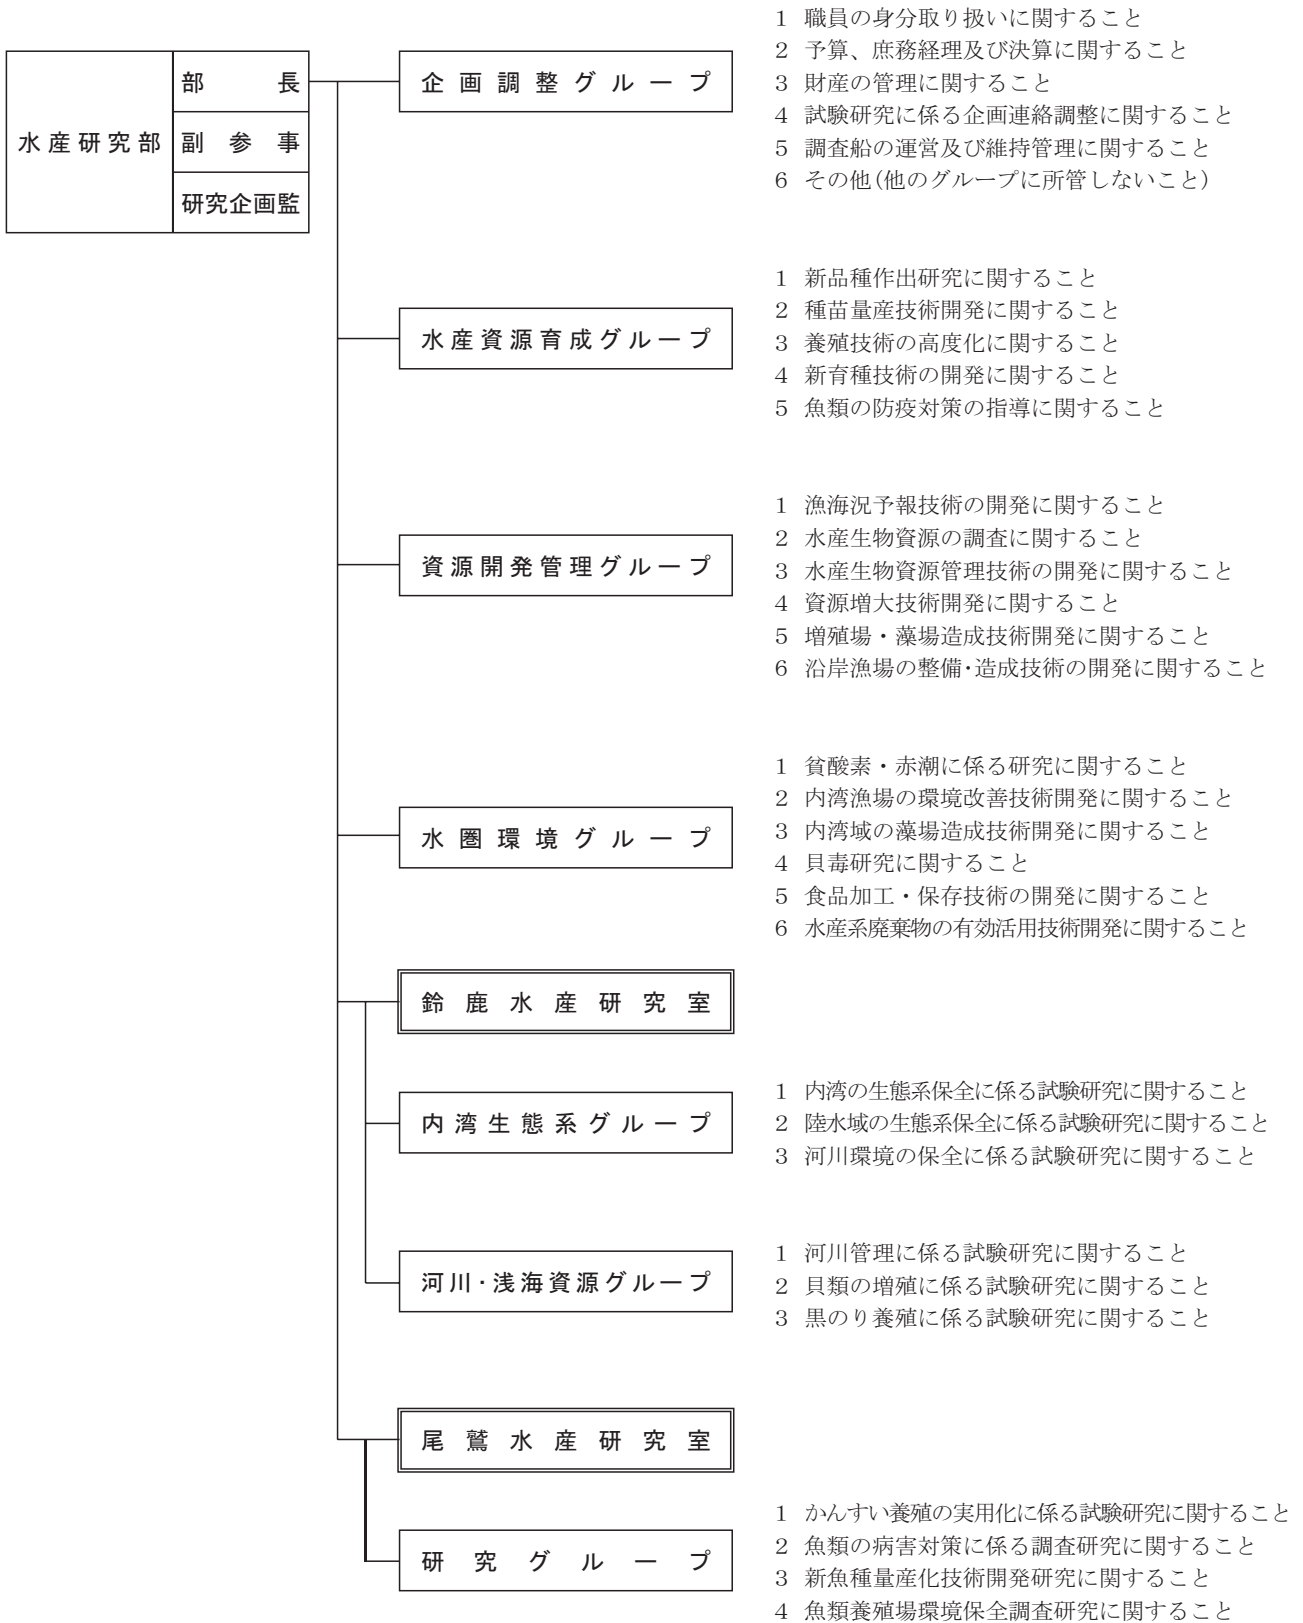 水産研究部
部長
副参事
研究企画監
企画調整グループ
1 職員の身分取り扱いに関すること
2 予算、庶務経理及び決算に関すること
3 財産の管理に関すること
4 試験研究に係る企画連絡調整に関すること
5 調査船の運営及び維持管理に関すること
6 その他(他のグループに所管しないこと)
水産資源育成グループ
1 新品種作出研究に関すること
2 種苗量産技術開発に関すること
3 養殖技術の高度化に関すること
4 新育種技術の開発に関すること
5 魚類の防疫対策の指導に関すること
資源開発管理グループ
1 漁海況予報技術の開発に関すること
2 水産生物資源の調査に関すること
3 水産生物資源管理技術の開発に関すること
4 資源増大技術開発に関すること
5 増殖場・藻場造成技術開発に関すること
6 沿岸漁場の整備・造成技術の開発に関すること
水圏環境グループ
1 貧酸素・赤潮に係る研究に関すること
2 内湾漁場の環境改善技術開発に関すること
3 内湾域の藻場造成技術開発に関すること
4 貝毒研究に関すること
5 食品加工・保存技術の開発に関すること
6 水産系廃棄物の有効活用技術開発に関すること
鈴鹿水産研究室
内湾生態系グループ
1 内湾の生態系保全に係る試験研究に関すること
2 陸水域の生態系保全に係る試験研究に関すること
3 河川環境の保全に係る試験研究に関すること
河川・浅海資源グループ
1 河川管理に係る試験研究に関すること
2 貝類の増殖に係る試験研究に関すること
3 黒のり養殖に係る試験研究に関すること
尾鷲水産研究室
研究グループ
1 かんすい養殖の実用化に係る試験研究に関すること
2 魚類の病害対策に係る調査研究に関すること
3 新魚種量産化技術開発研究に関すること
4 魚類養殖場環境保全調査研究に関すること